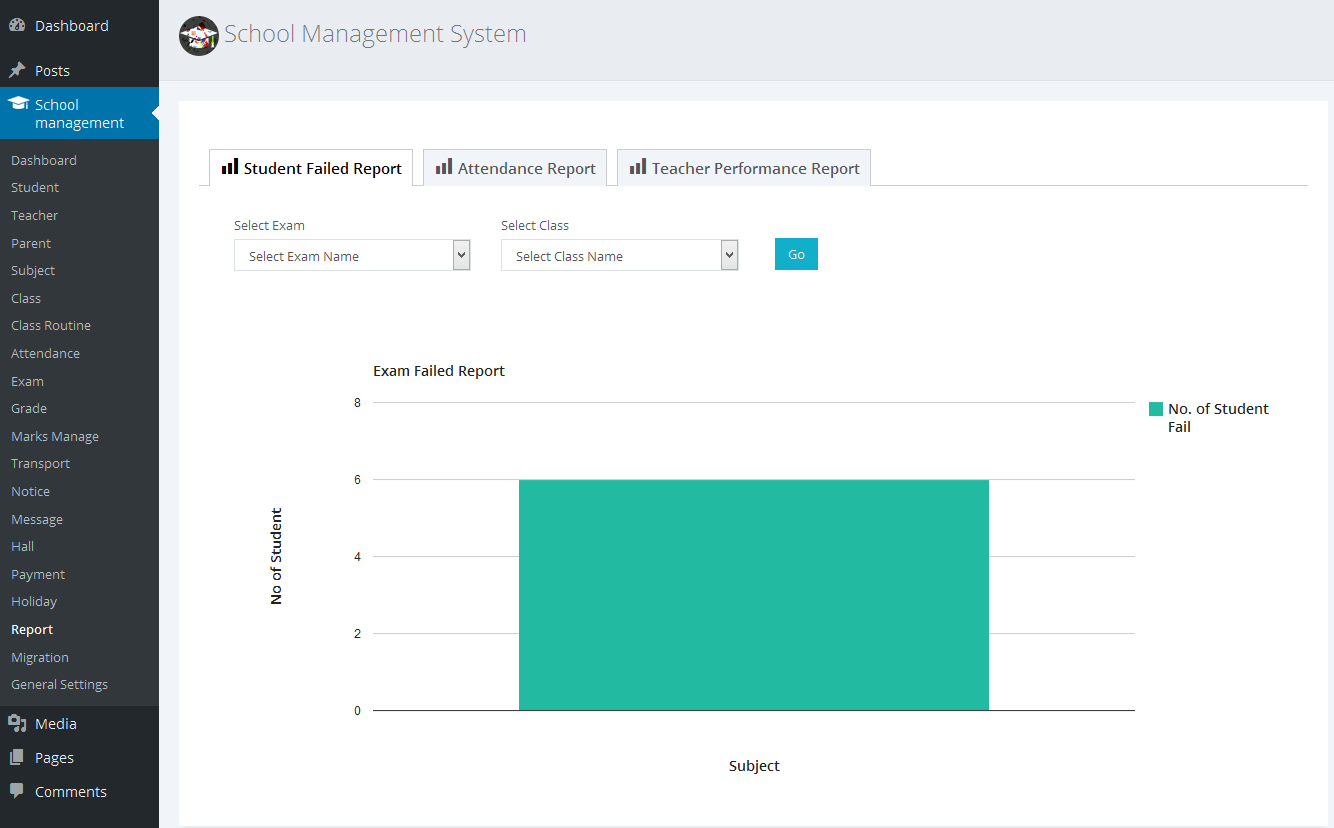 Dashboard
Posts
School
management
Dashboard
Student
Teacher
Parent
Subject
Class
Class Routine
Attendance
Exam
Grade
Marks Manage
Transport
Notice
Message
Hall
Payment
Holiday
Report
Migration
General Settings
Media
Pages
Comments
School Management System
Student Failed Report
Attendance Report
Teacher Performance Report
Select Exam
Select Class
Select Exam Name
Select Class Name
Go
Exam Failed Report
8
6
4
2
0
No of Student
Subject
No. of Student
Fail